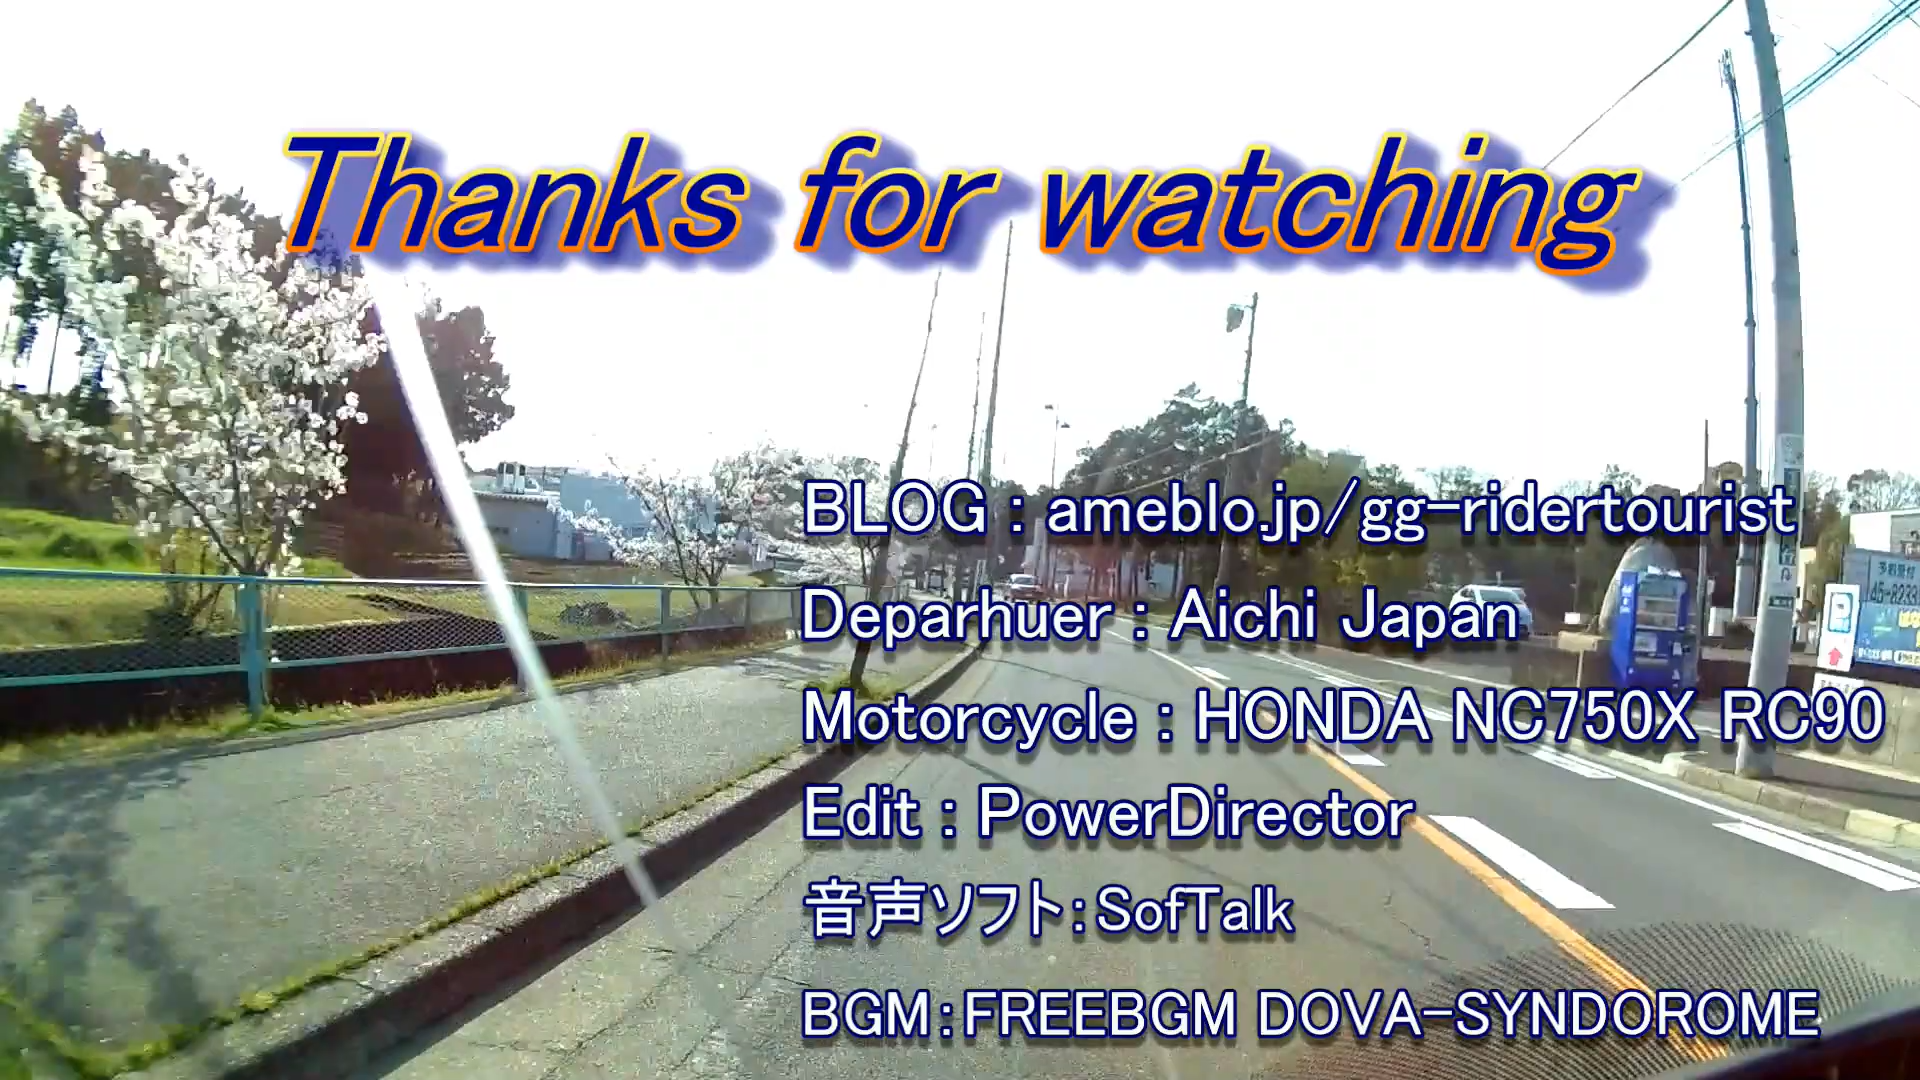 Thanks for watching
BLOG : ameblo.jp/gg-ridertourist
Deparhuer : Aichi Japan
Motorcycle : HONDA NC750X RC90
Edit : PowerDirector
音声ソフト:SofTalk
BGM:FREEBGM DOVA-SYNDOROME